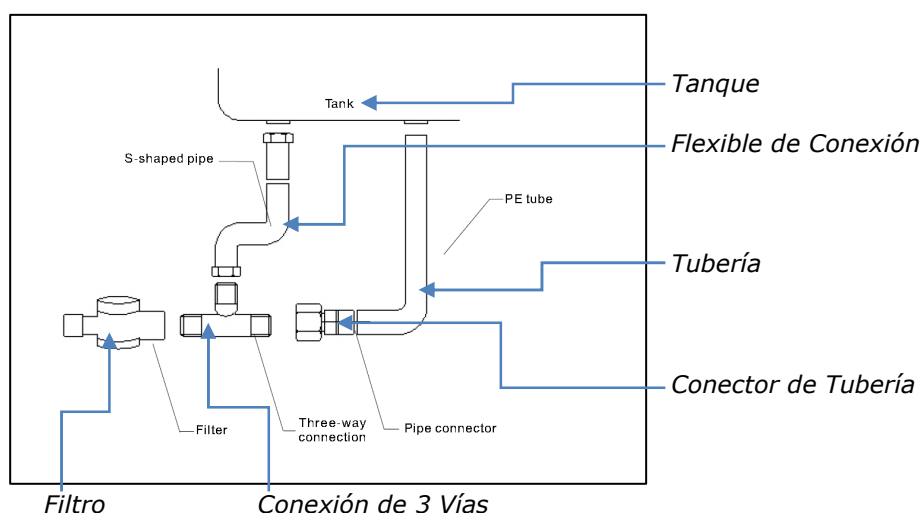 Tank
Tanque
Flexible de Conexión
S-shaped pipe
PE tube
Tubería
Conector de Tubería
Filter
Three-way
connection
Pipe connector
Filtro
Conexión de 3 Vías